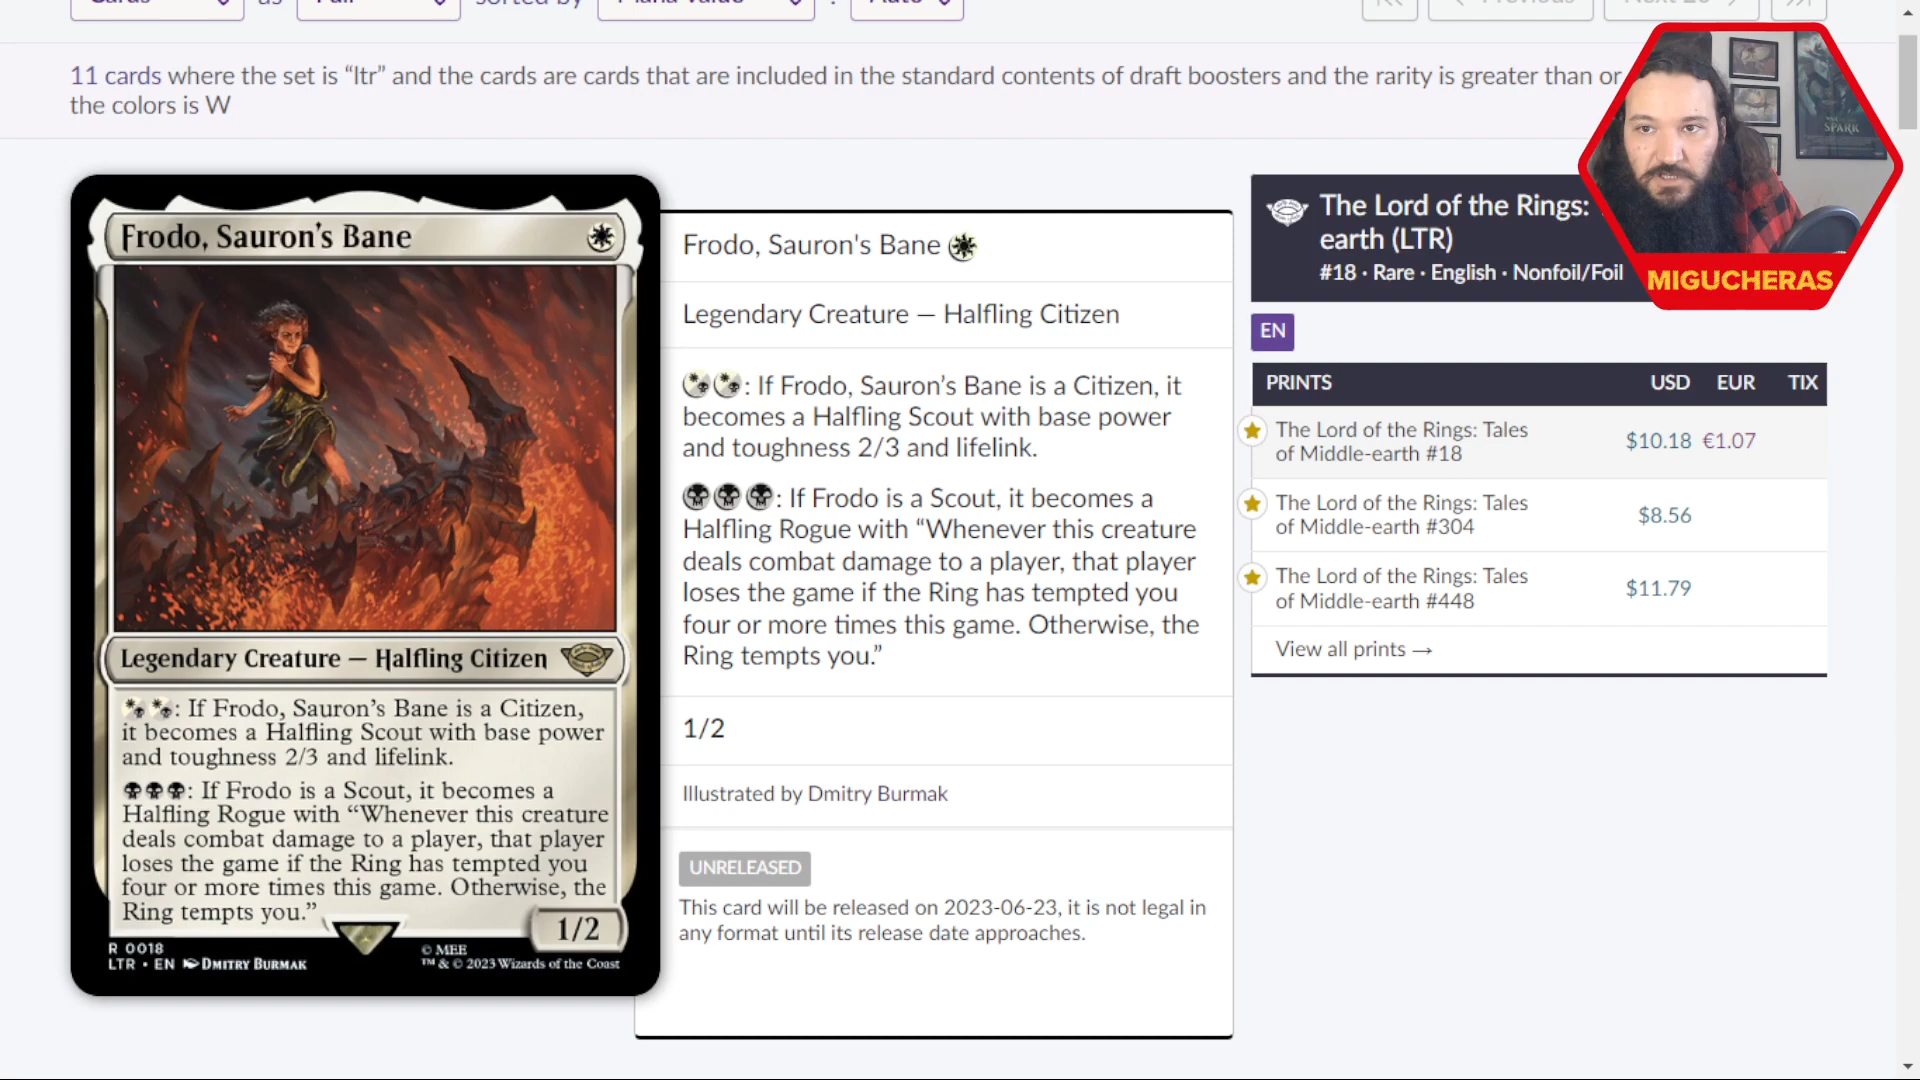 Cards as Full sorted by Mana Value : Auto
Previous Next 20
11 cards where the set is “ltr” and the cards are cards that are included in the standard contents of draft boosters and the rarity is greater than or
the colors is W
Frodo, Sauron's Bane
Legendary Creature — Halfling Citizen
: If Frodo, Sauron’s Bane is a Citizen,
it becomes a Halfling Scout with base power
and toughness 2/3 and lifelink.
: If Frodo is a Scout, it becomes a
Halfling Rogue with “Whenever this creature
deals combat damage to a player, that player
loses the game if the Ring has tempted you
four or more times this game. Otherwise, the
Ring tempts you.”
1/2
R 0018
LTR • EN DMITRY BURMAK
© MEE
™ & © 2023 Wizards of the Coast
Frodo, Sauron's Bane
Legendary Creature — Halfling Citizen
: If Frodo, Sauron’s Bane is a Citizen, it
becomes a Halfling Scout with base power
and toughness 2/3 and lifelink.
: If Frodo is a Scout, it becomes a
Halfling Rogue with “Whenever this creature
deals combat damage to a player, that player
loses the game if the Ring has tempted you
four or more times this game. Otherwise, the
Ring tempts you.”
1/2
Illustrated by Dmitry Burmak
UNRELEASED
This card will be released on 2023-06-23, it is not legal in
any format until its release date approaches.
The Lord of the Rings:
earth (LTR)
#18 · Rare · English · Nonfoil/Foil
EN
PRINTS USD EUR TIX
The Lord of the Rings: Tales
of Middle-earth #18 $10.18 €1.07
The Lord of the Rings: Tales
of Middle-earth #304 $8.56
The Lord of the Rings: Tales
of Middle-earth #448 $11.79
View all prints →
SPARK
MIGUCHERAS